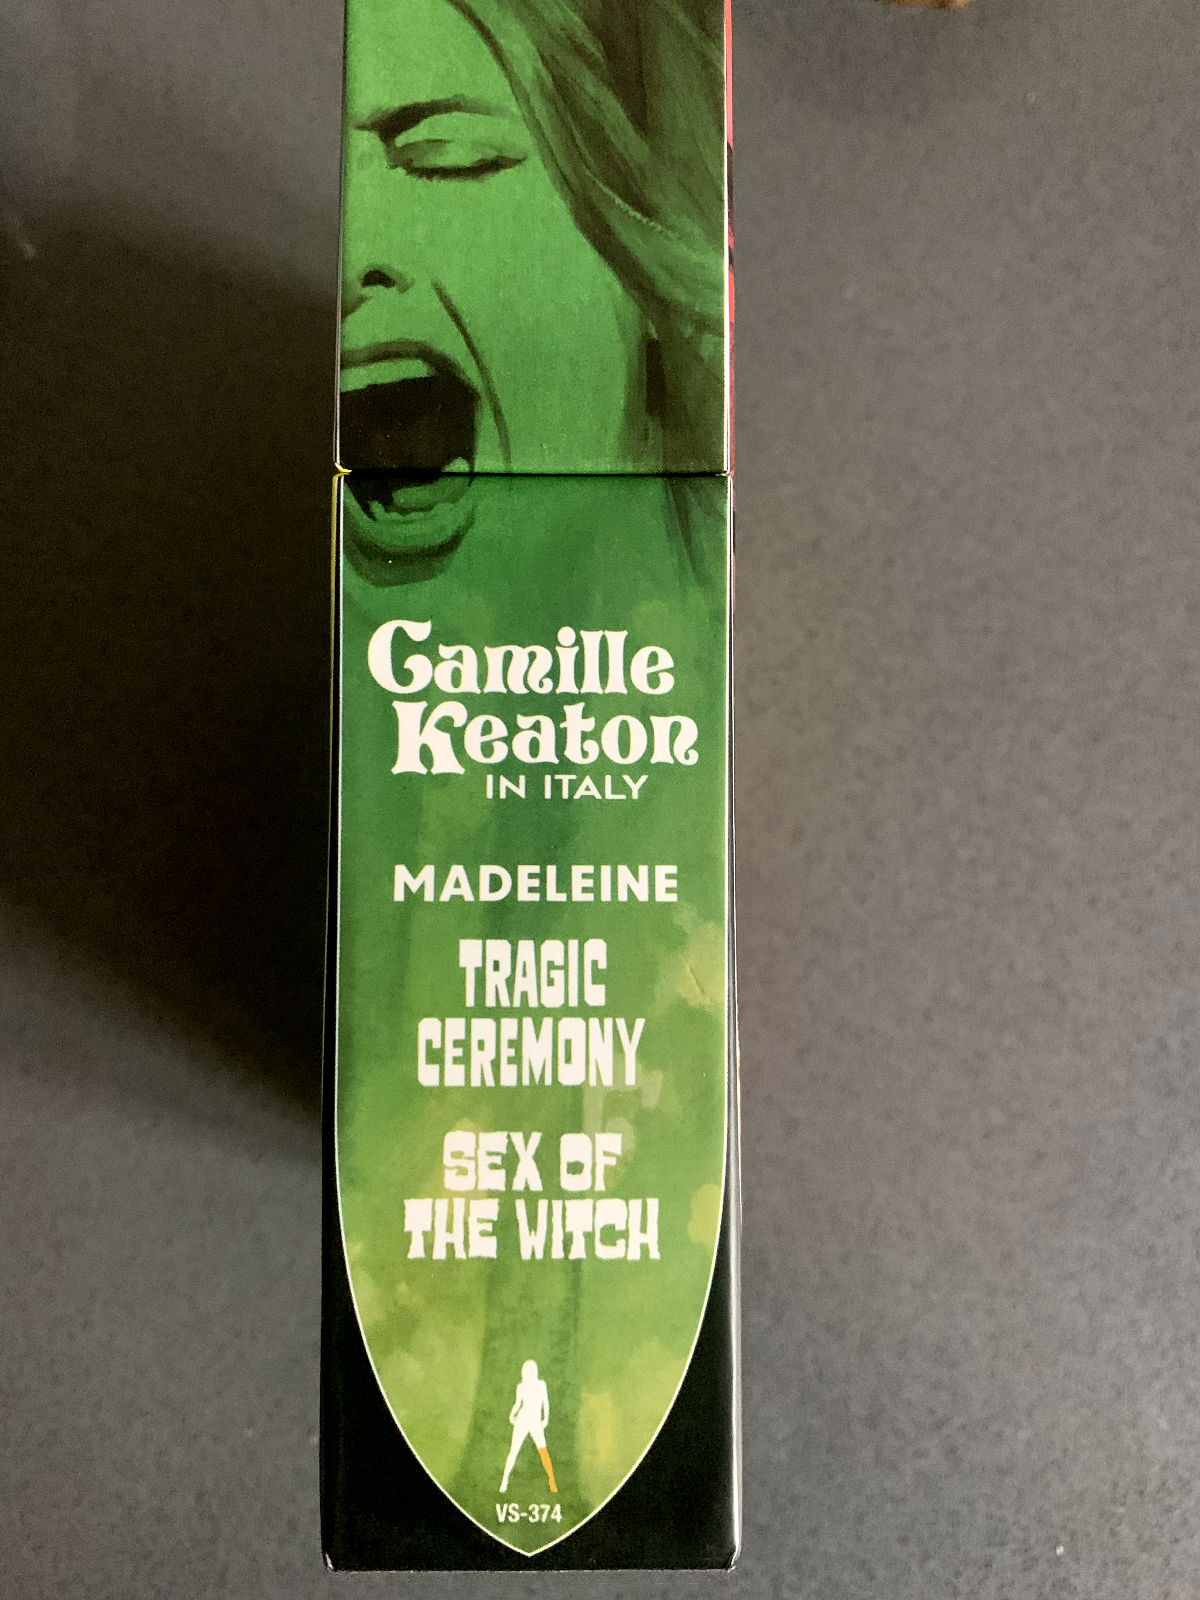 Camille
Keaton
IN ITALY
MADELEINE
TRAGIC
CEREMONY
SEX OF
THE WITCH
VS-374